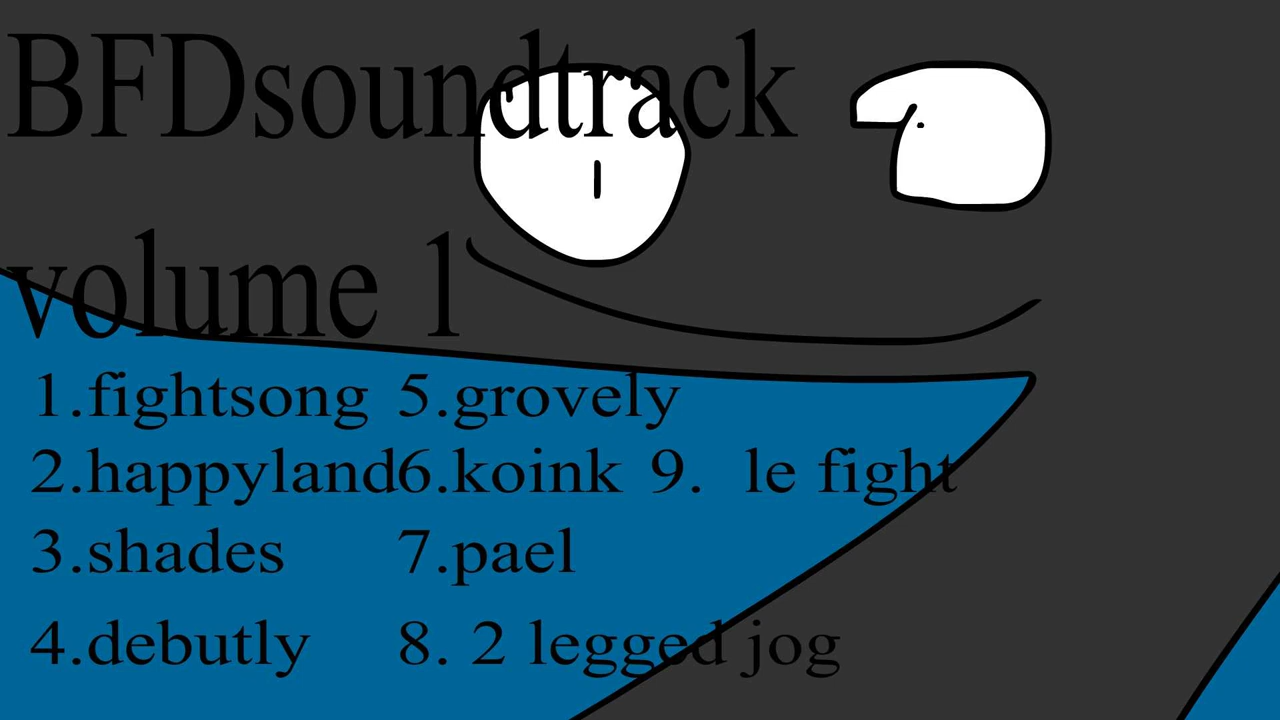 BFDsoundtrack
volume 1
1.fightsong 5.grovely
2.happyland6.koink 9. le fight
3.shades 7.pael
4.debutly 8. 2 legged jog